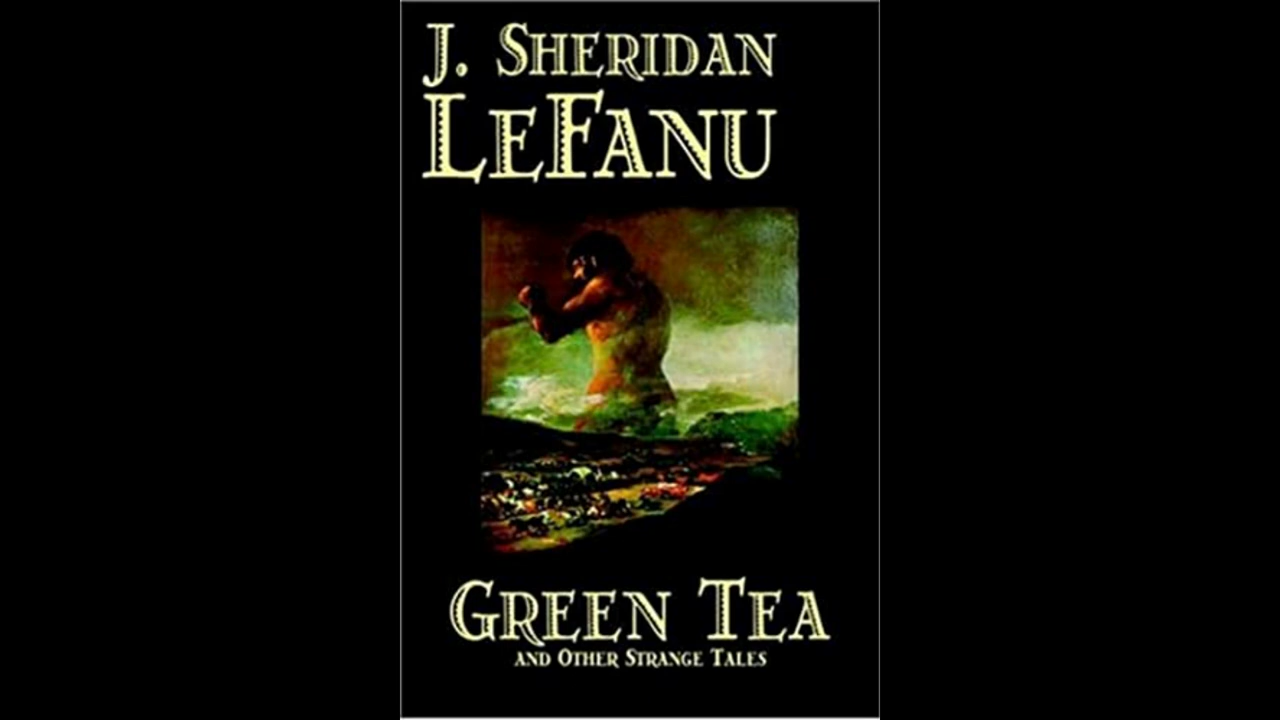 J. SHERIDAN
LEFANU
GREEN TEA
AND OTHER STRANGE TALES